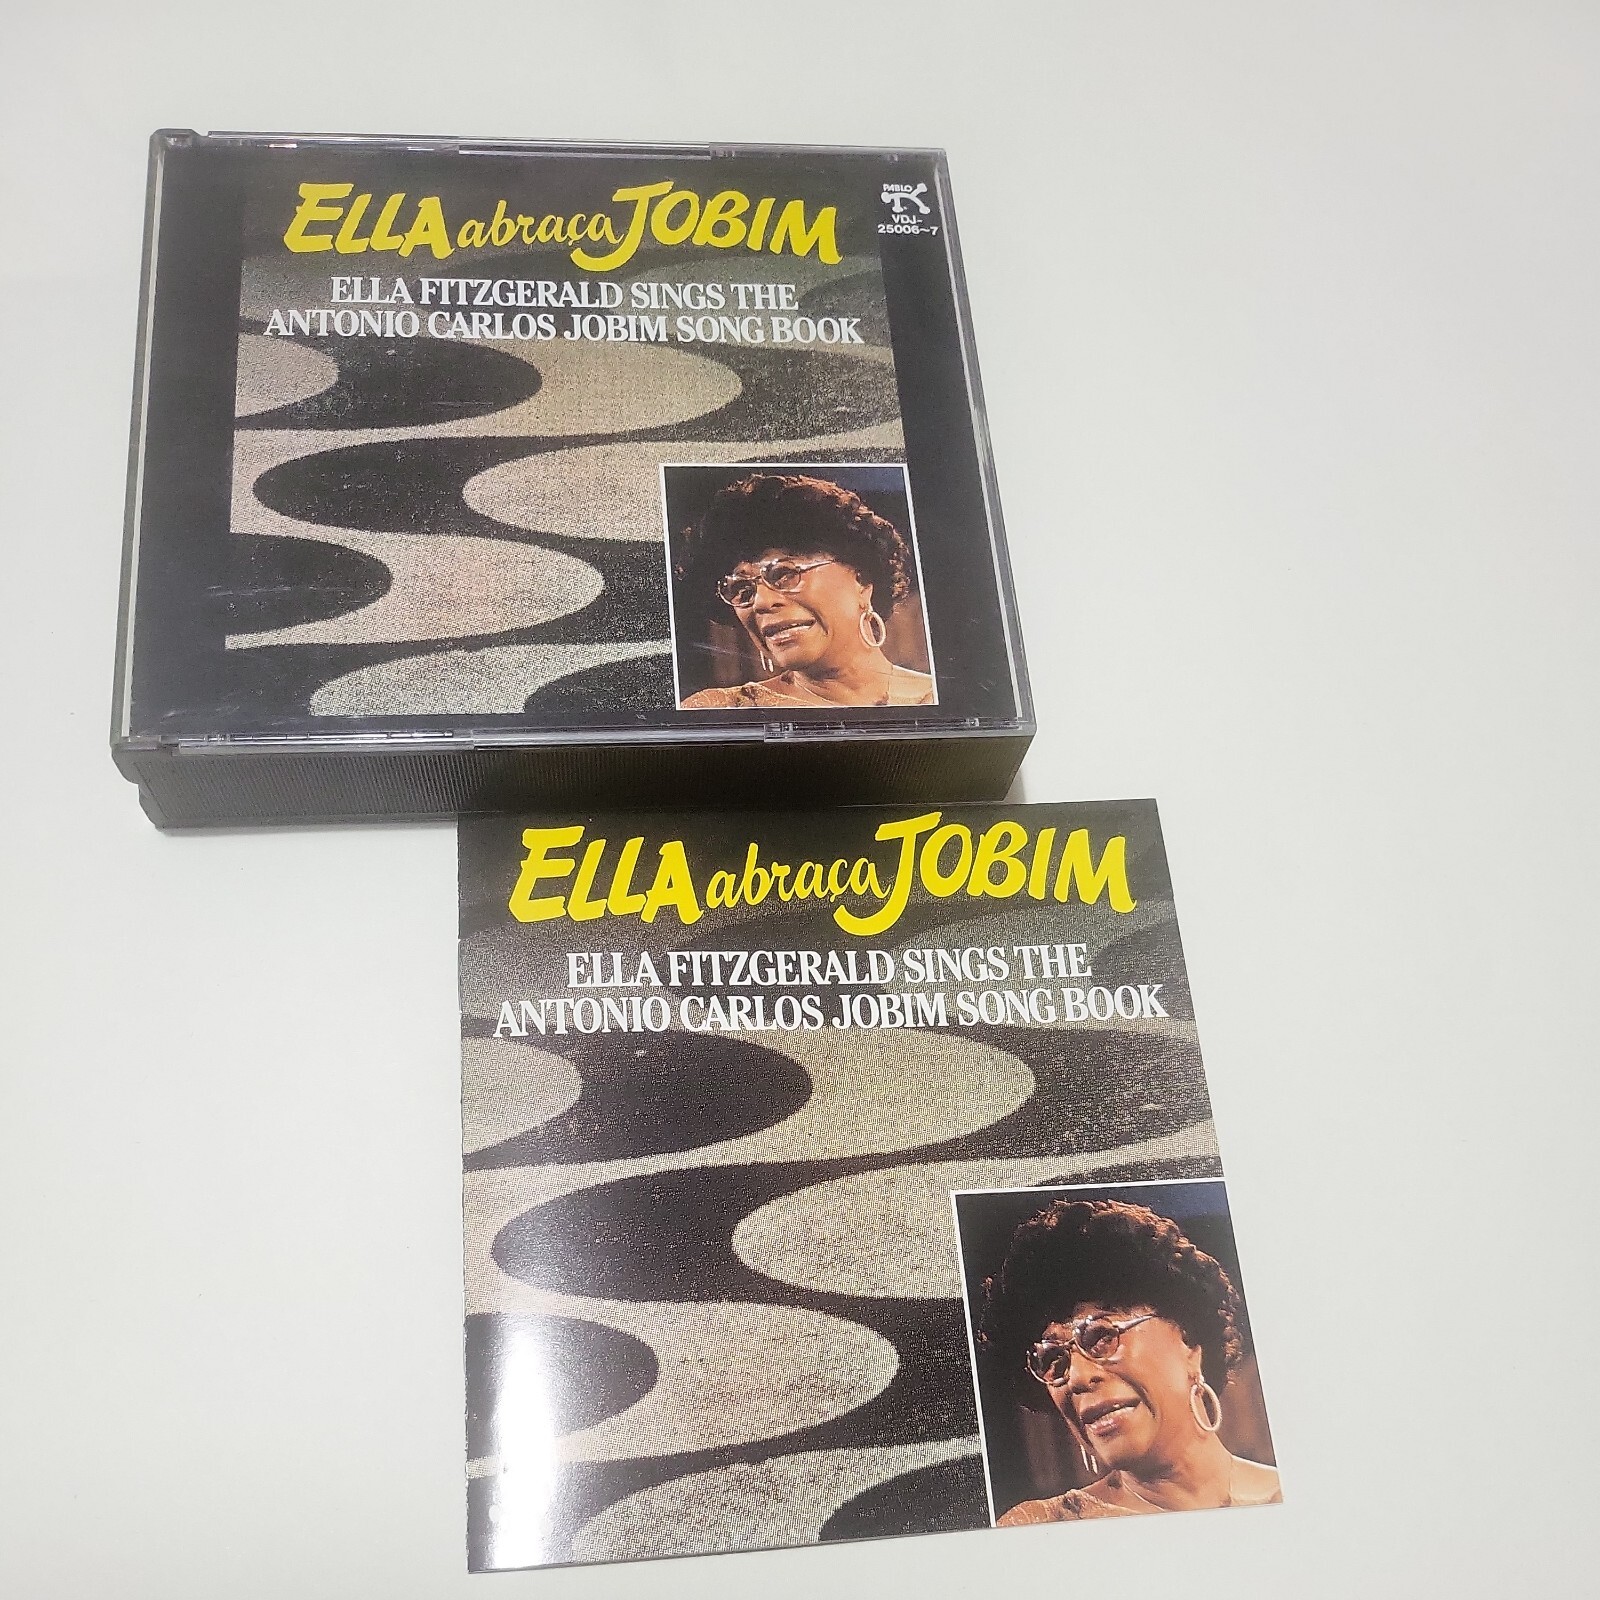 ELLA abraça JOBIM
PABLO
VDJ-
25006~7
ELLA FITZGERALD SINGS THE
ANTONIO CARLOS JOBIM SONG BOOK
ELLA abraça JOBIM
ELLA FITZGERALD SINGS THE
ANTONIO CARLOS JOBIM SONG BOOK